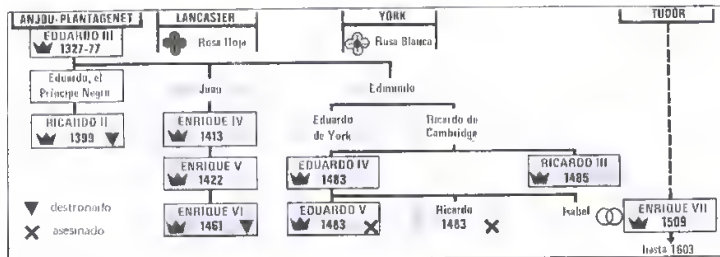 ANJOU-PLANTAGENET
LANCASTER
YORK
TUDOR
EDUARDO III
1327-77
Rosa Roja
Rosa Blanca
Eduardo, el
Príncipe Negro
Juan
Edmundo
RICARDO II
1399
ENRIQUE IV
1413
Eduardo
de York
Ricardo de
Cambridge
ENRIQUE V
1422
EDUARDO IV
1483
RICARDO III
1485
destronado
asesinado
ENRIQUE VI
1461
EDUARDO V
1483
Ricardo
1483
Isabel
ENRIQUE VII
1509
hasta 1603